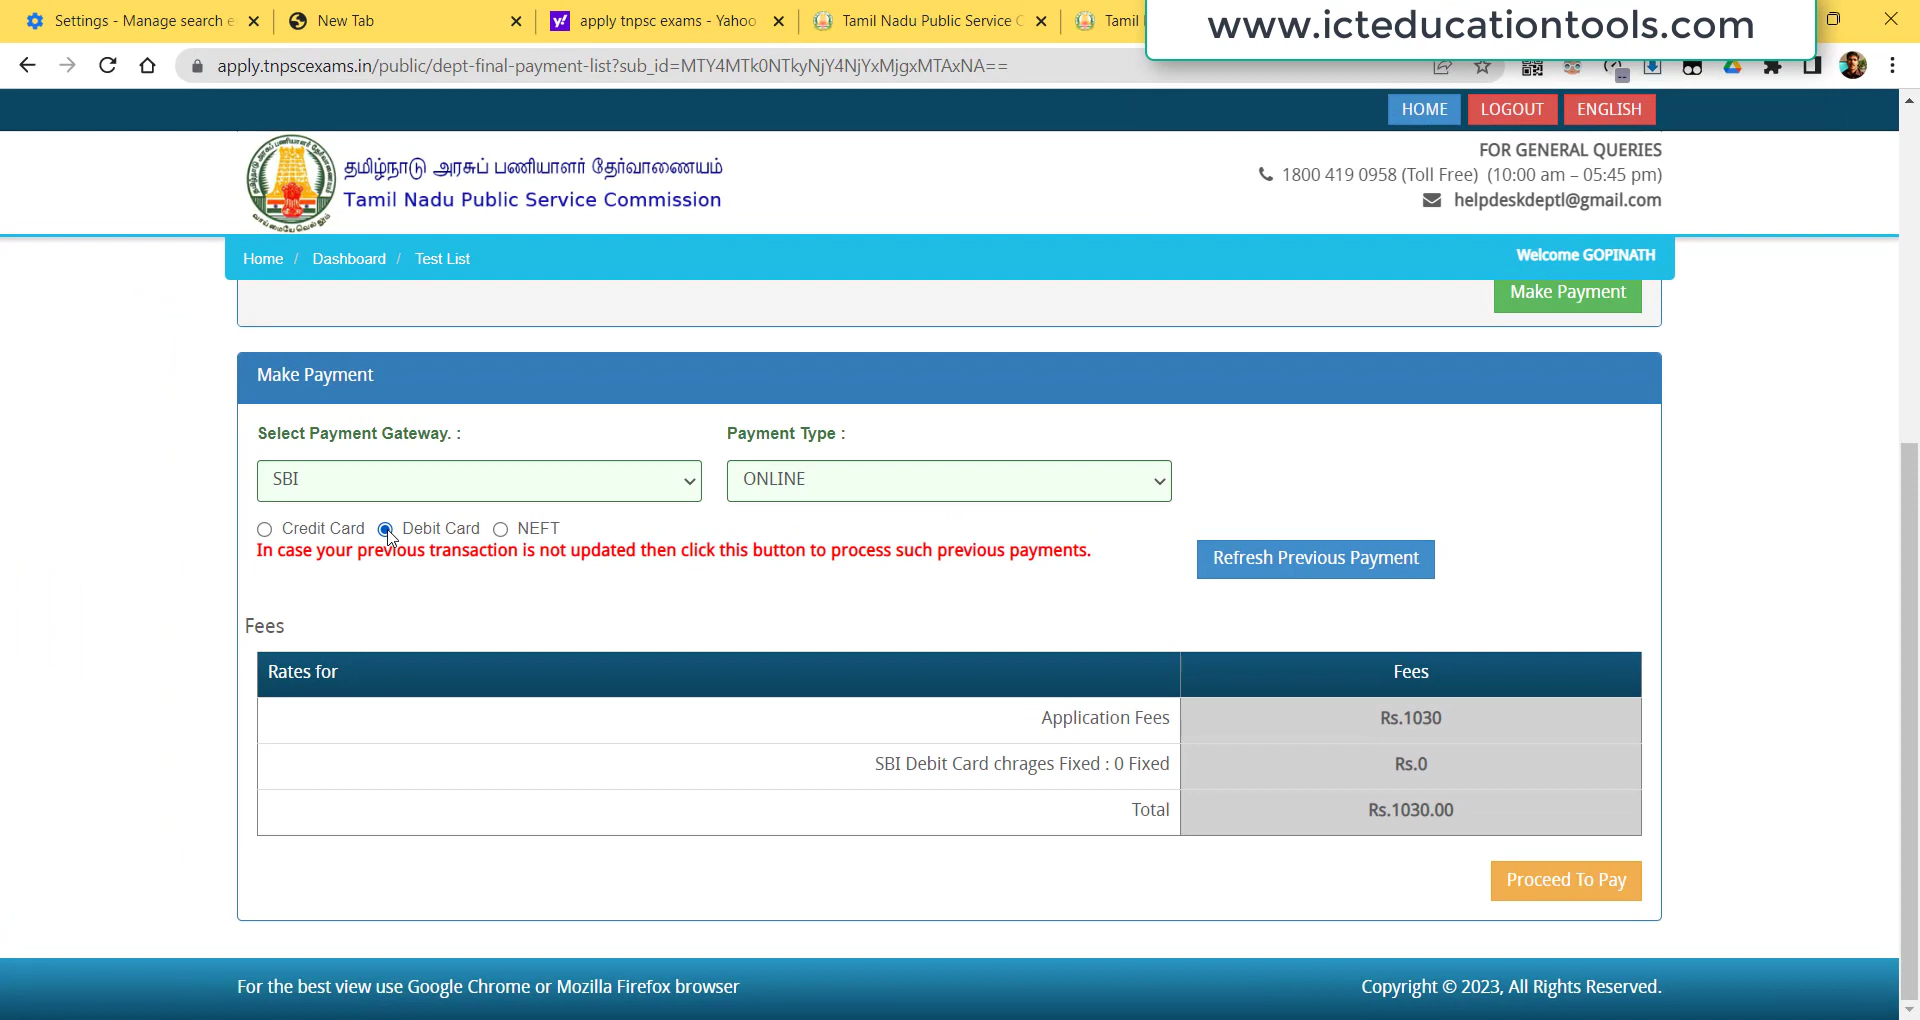 Settings - Manage search e
New Tab
apply tnpsc exams - Yahoo
Tamil Nadu Public Service C
Tamil
www.icteducationtools.com
apply.tnpscexams.in/public/dept-final-payment-list?sub_id=MTY4MTk0NTkyNjY4NjYxMjgxMTAxNA==
HOME LOGOUT ENGLISH
தமிழ்நாடு அரசுப் பணியாளர் தேர்வாணையம்
Tamil Nadu Public Service Commission
FOR GENERAL QUERIES
1800 419 0958 (Toll Free) (10:00 am – 05:45 pm)
helpdeskdeptl@gmail.com
Home / Dashboard / Test List
Welcome GOPINATH
Make Payment
Make Payment
Select Payment Gateway. : Payment Type :
SBI ONLINE
Credit Card Debit Card NEFT
In case your previous transaction is not updated then click this button to process such previous payments.
Refresh Previous Payment
Fees
Rates for Fees
Application Fees Rs.1030
SBI Debit Card chrages Fixed : 0 Fixed Rs.0
Total Rs.1030.00
Proceed To Pay
For the best view use Google Chrome or Mozilla Firefox browser
Copyright © 2023, All Rights Reserved.